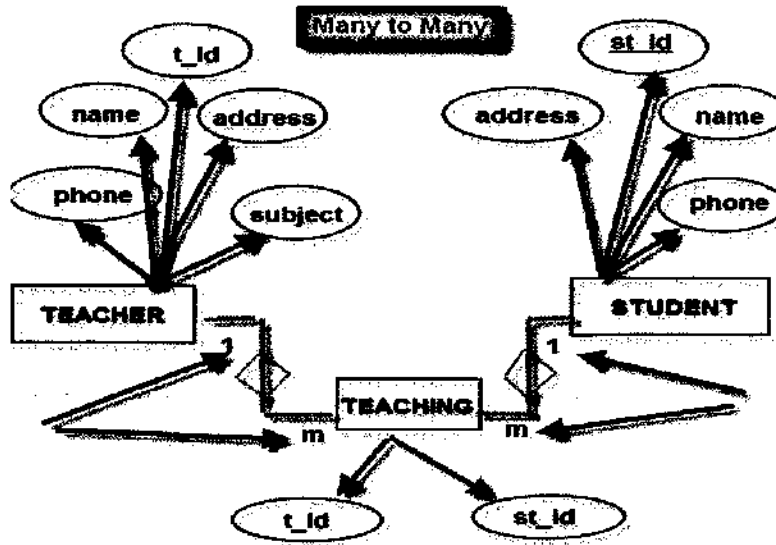 Many to Many
t_id
st_id
name
address
address
name
phone
subject
phone
TEACHER
STUDENT
1
1
TEACHING
m
m
t_id
st_id